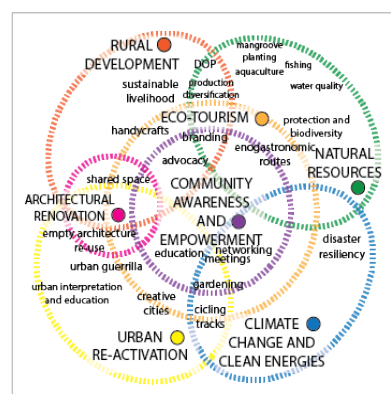 RURAL
DEVELOPMENT
DOP
mangroove
planting
aquaculture
fishing
water quality
sustainable
livelihood
production
diversification
ECO-TOURISM
handycrafts
branding
protection and
biodiversity
enogastronomic
routes
advocacy
NATURAL
RESOURCES
shared space
COMMUNITY
AWARENESS
AND
EMPOWERMENT
ARCHITECTURAL
RENOVATION
empty architecture
re-use
disaster
resiliency
education
networking
meetings
urban guerrilla
urban interpretation
and education
gardening
creative
cities
cicling
tracks
URBAN
RE-ACTIVATION
CLIMATE
CHANGE AND
CLEAN ENERGIES